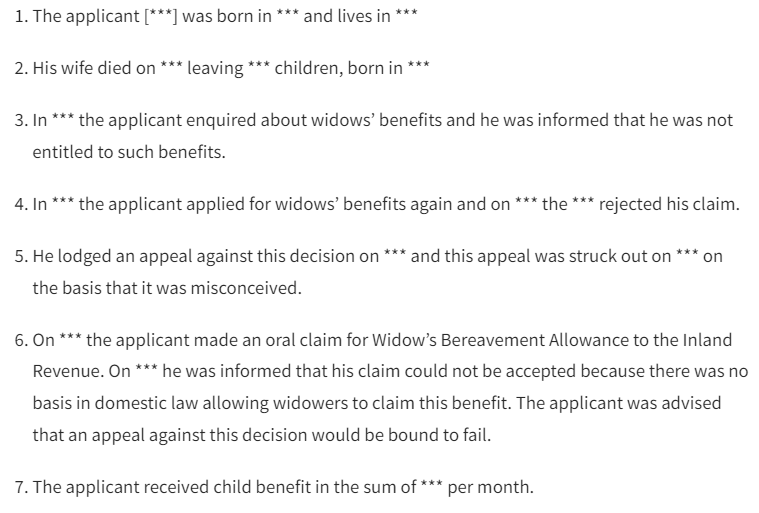 1. The applicant [***] was born in *** and lives in ***
2. His wife died on *** leaving *** children, born in ***
3. In *** the applicant enquired about widows’ benefits and he was informed that he was not
entitled to such benefits.
4. In *** the applicant applied for widows’ benefits again and on *** the *** rejected his claim.
5. He lodged an appeal against this decision on *** and this appeal was struck out on *** on
the basis that it was misconceived.
6. On *** the applicant made an oral claim for Widow’s Bereavement Allowance to the Inland
Revenue. On *** he was informed that his claim could not be accepted because there was no
basis in domestic law allowing widowers to claim this benefit. The applicant was advised
that an appeal against this decision would be bound to fail.
7. The applicant received child benefit in the sum of *** per month.